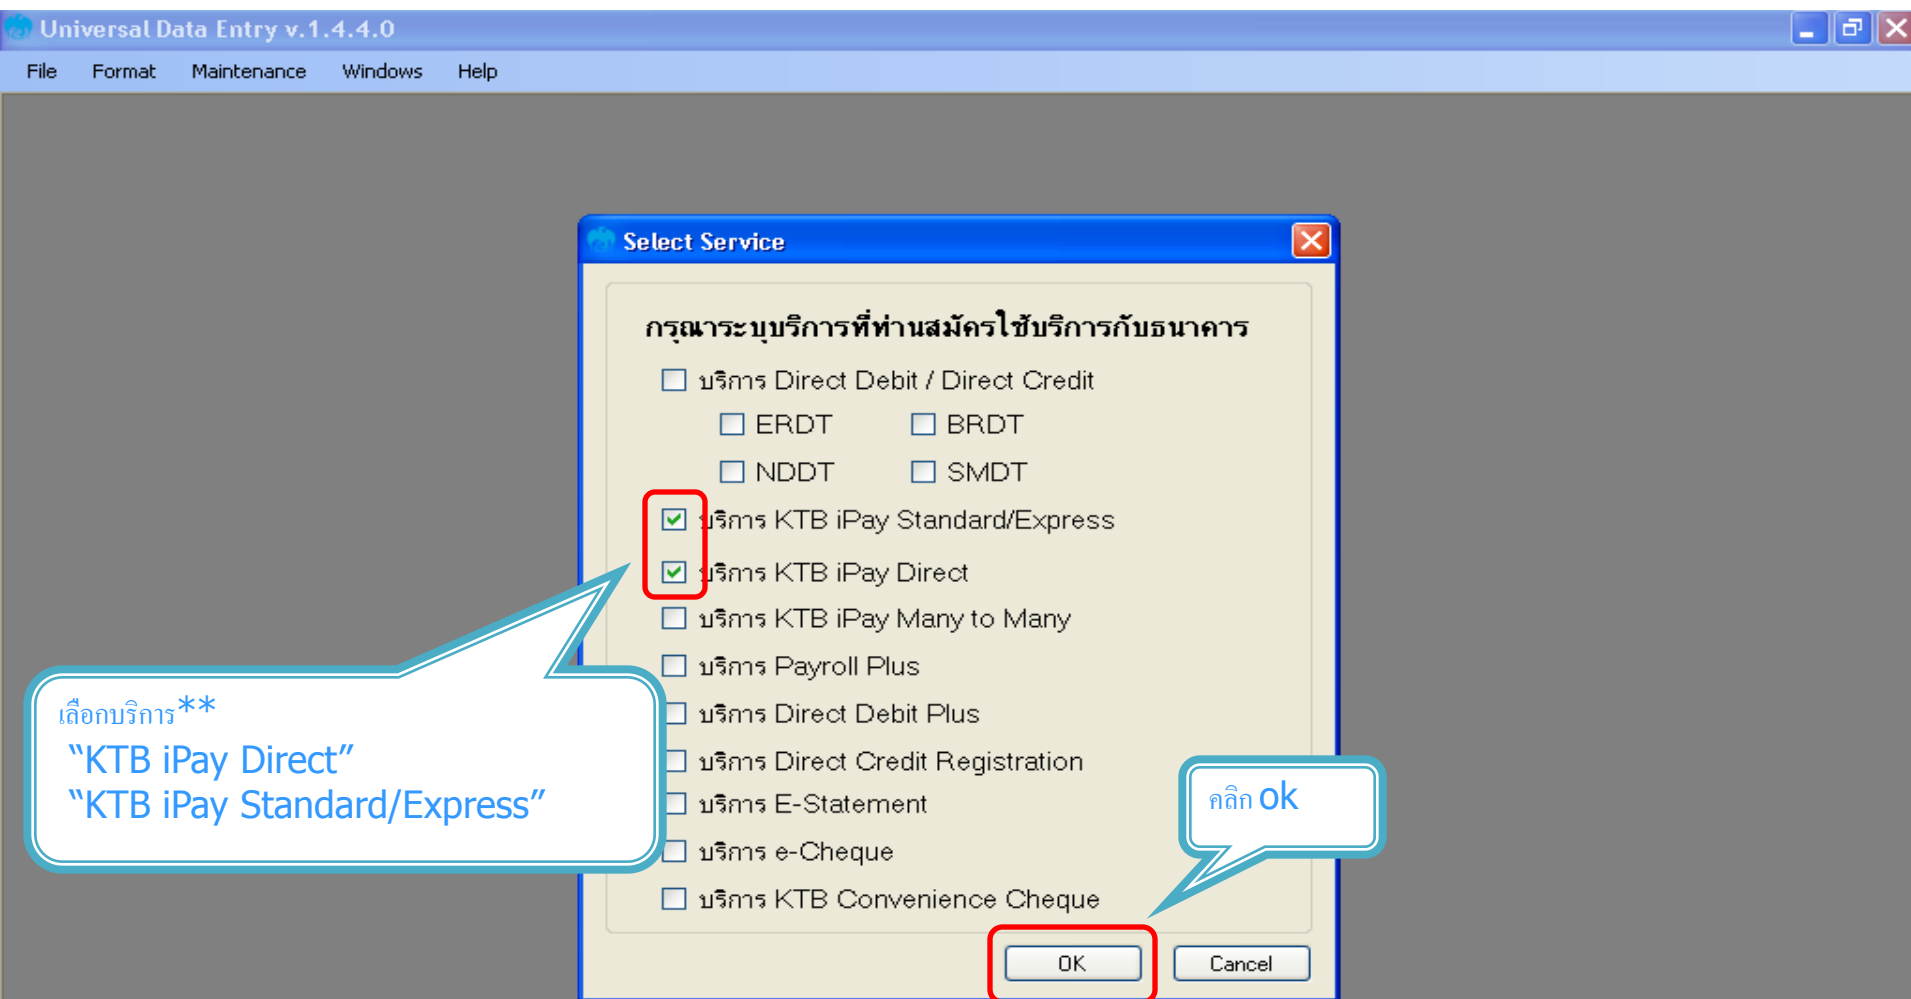 Universal Data Entry v.1.4.4.0
File Format Maintenance Windows Help
Select Service
กรุณาระบุบริการที่ท่านสมัครใช้บริการกับธนาคาร
บริการ Direct Debit / Direct Credit
ERDT BRDT
NDDT SMDT
บริการ KTB iPay Standard/Express
บริการ KTB iPay Direct
บริการ KTB iPay Many to Many
บริการ Payroll Plus
บริการ Direct Debit Plus
บริการ Direct Credit Registration
บริการ E-Statement
บริการ e-Cheque
บริการ KTB Convenience Cheque
OK Cancel
เลือกบริการ**
“KTB iPay Direct”
“KTB iPay Standard/Express”
คลิก ok